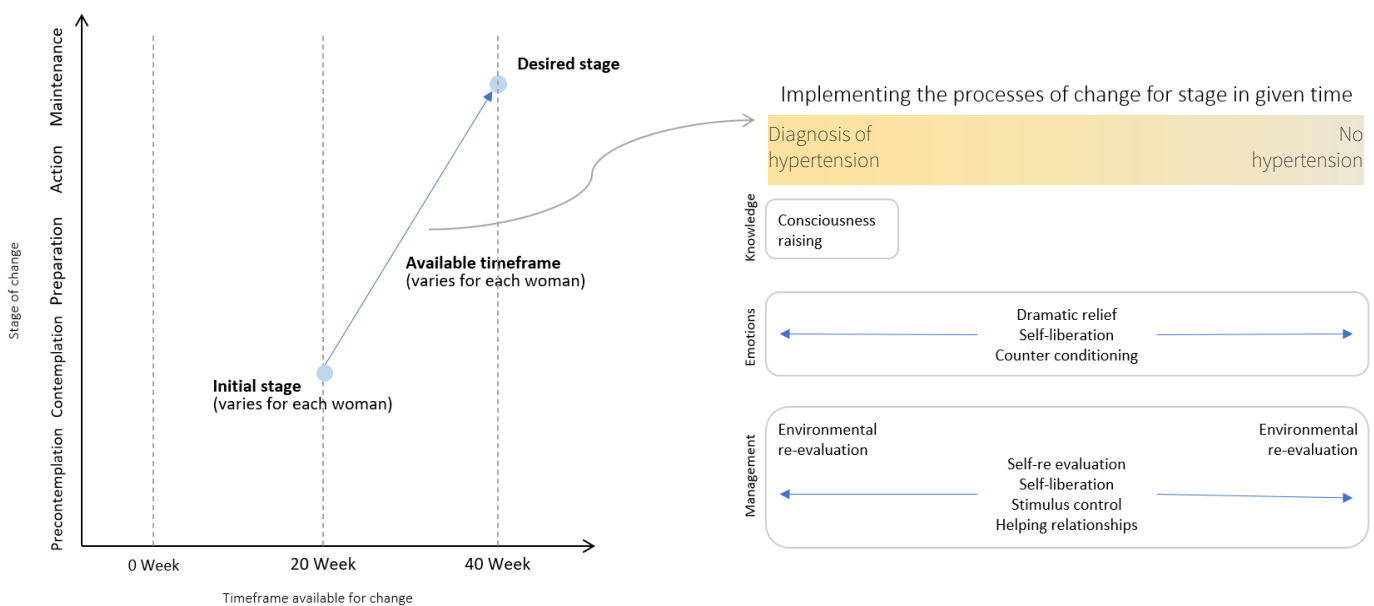 Stage of change
Maintenance
Action
Preparation
Contemplation
Precontemplation
Desired stage
Available timeframe
(varies for each woman)
Initial stage
(varies for each woman)
0 Week
20 Week
40 Week
Timeframe available for change
Implementing the processes of change for stage in given time
Diagnosis of
hypertension
No
hypertension
Knowledge
Consciousness
raising
Emotions
Dramatic relief
Self-liberation
Counter conditioning
Management
Environmental
re-evaluation
Environmental
re-evaluation
Self-re evaluation
Self-liberation
Stimulus control
Helping relationships